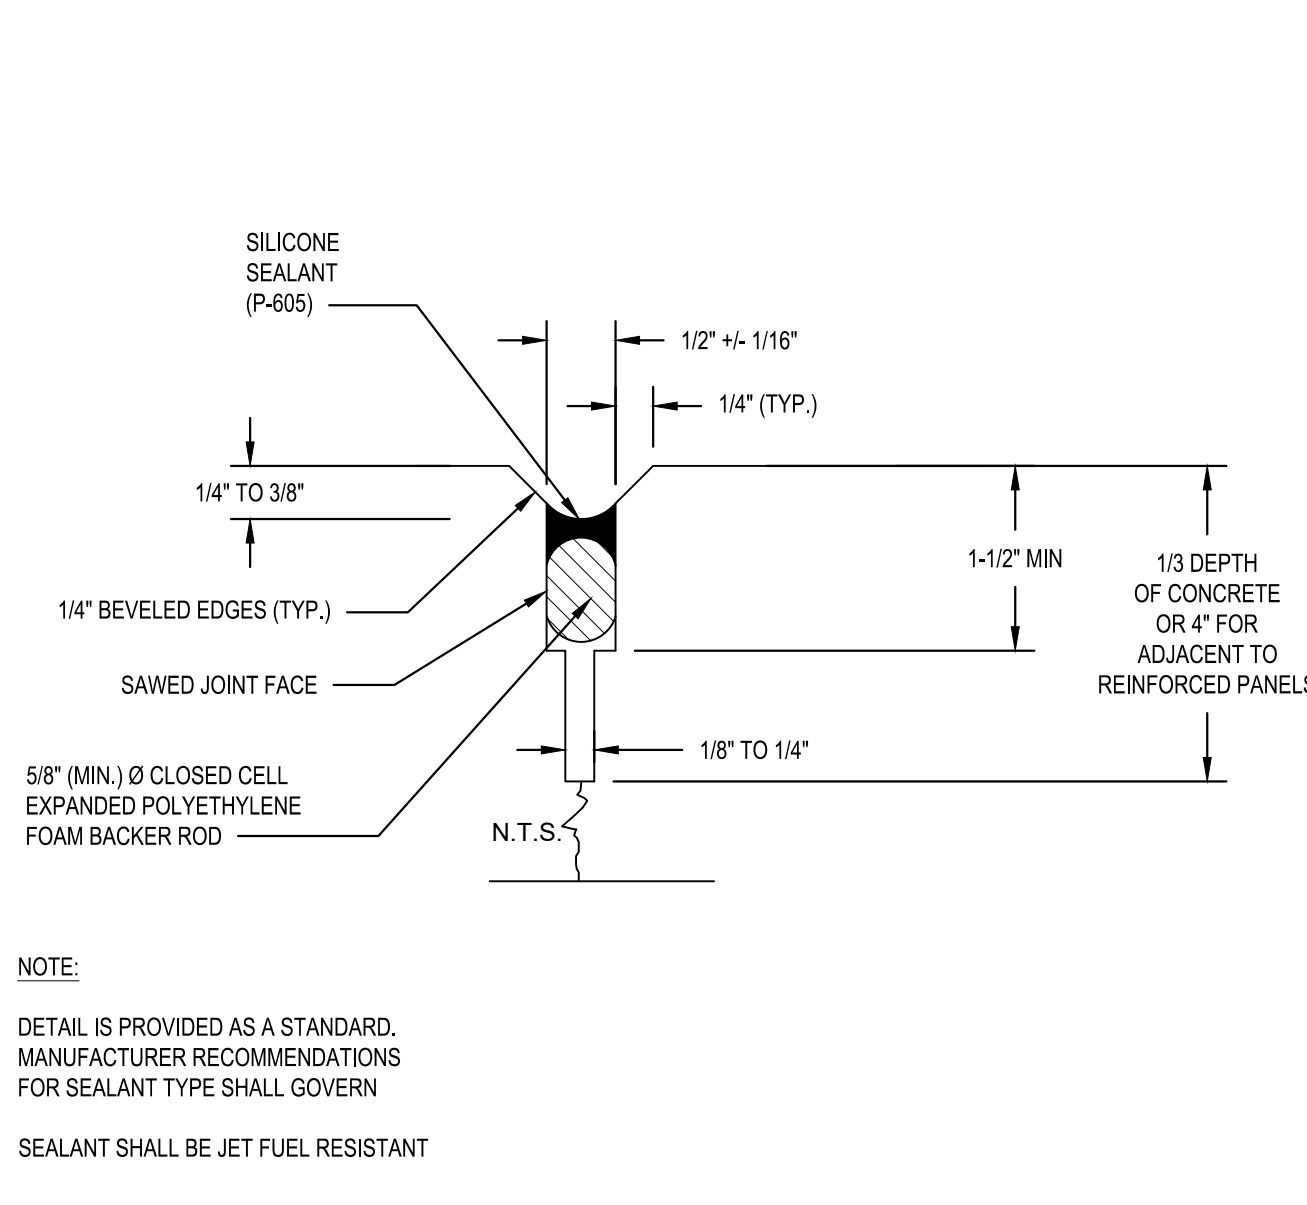 SILICONE
SEALANT
(P-605)
1/2" +/- 1/16"
1/4" (TYP.)
1/4" TO 3/8"
1-1/2" MIN
1/3 DEPTH
OF CONCRETE
OR 4" FOR
ADJACENT TO
REINFORCED PANELS
1/4" BEVELED EDGES (TYP.)
SAWED JOINT FACE
1/8" TO 1/4"
5/8" (MIN.) Ø CLOSED CELL
EXPANDED POLYETHYLENE
FOAM BACKER ROD
N.T.S.
NOTE:
DETAIL IS PROVIDED AS A STANDARD.
MANUFACTURER RECOMMENDATIONS
FOR SEALANT TYPE SHALL GOVERN
SEALANT SHALL BE JET FUEL RESISTANT